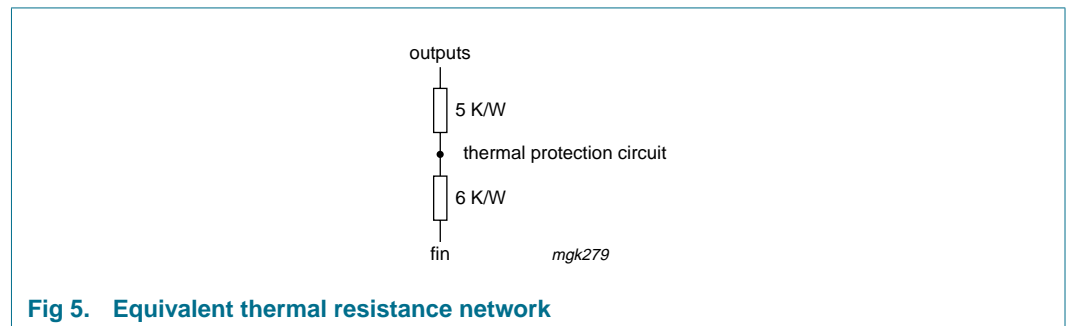 outputs
5 K/W
thermal protection circuit
6 K/W
fin mgk279
Fig 5. Equivalent thermal resistance network